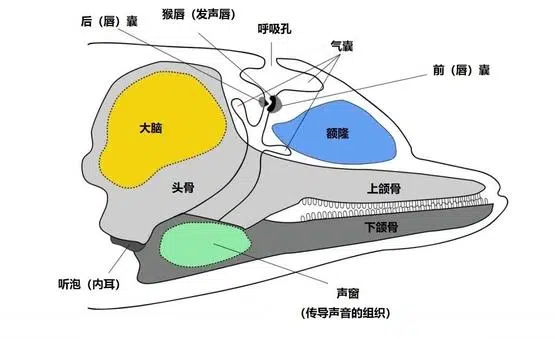 猴唇（发声唇）
后（唇）囊
呼吸孔
气囊
前（唇）囊
大脑
额隆
头骨
上颌骨
下颌骨
听泡（内耳）
声窗
（传导声音的组织）